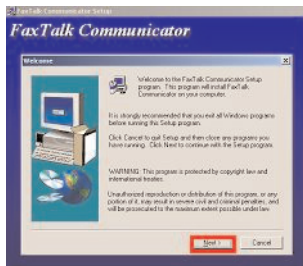 FaxTalk Communicator Setup
FaxTalk Communicator
Welcome
Welcome to the FaxTalk Communicator Setup
program. This program will install FaxTalk
Communicator on your computer.
It is strongly recommended that you exit all Windows programs
before running this Setup program.
Click Cancel to quit Setup and then close any programs you
have running. Click Next to continue with the Setup program.
WARNING: This program is protected by copyright law and
international treaties.
Unauthorized reproduction or distribution of this program, or any
portion of it, may result in severe civil and criminal penalties, and
will be prosecuted to the maximum extent possible under law.
Next >
Cancel